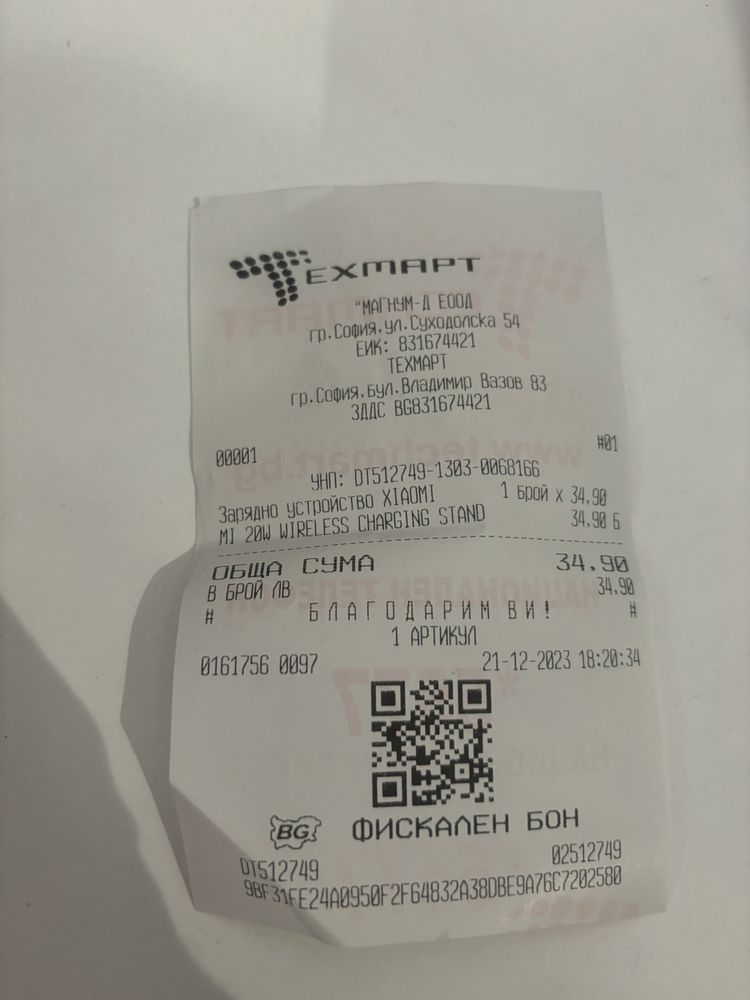 ТЕХМАРТ
"МАГНУМ-Д ЕООД
гр.София,ул.Суходолска 54
ЕИК: 831674421
ТЕХМАРТ
гр.София,бул.Владимир Вазов 83
ЗДДС BG831674421
00001 #01
УНП: DT512749-1303-0068166
Зарядно устройство XIAOMI 1 Брой x 34,90
MI 20W WIRELESS CHARGING STAND 34,90 Б
ОБЩА СУМА 34.90
В БРОЙ ЛВ 34,90
# БЛАГОДАРИМ ВИ! #
1 АРТИКУЛ
0161756 0097 21-12-2023 18:20:34
BG ФИСКАЛЕН БОН
DT512749 02512749
9BF31FE24A0950F2F64832A38DBE9A76C7202580